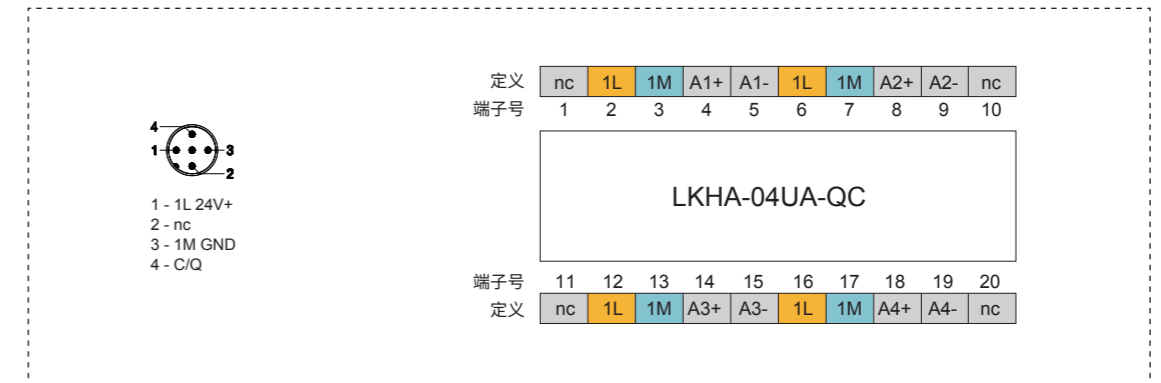 定义 nc 1L 1M A1+ A1- 1L 1M A2+ A2- nc
端子号 1 2 3 4 5 6 7 8 9 10
4
1 3
2
1 - 1L 24V+
2 - nc
3 - 1M GND
4 - C/Q
LKHA-04UA-QC
端子号 11 12 13 14 15 16 17 18 19 20
定义 nc 1L 1M A3+ A3- 1L 1M A4+ A4- nc